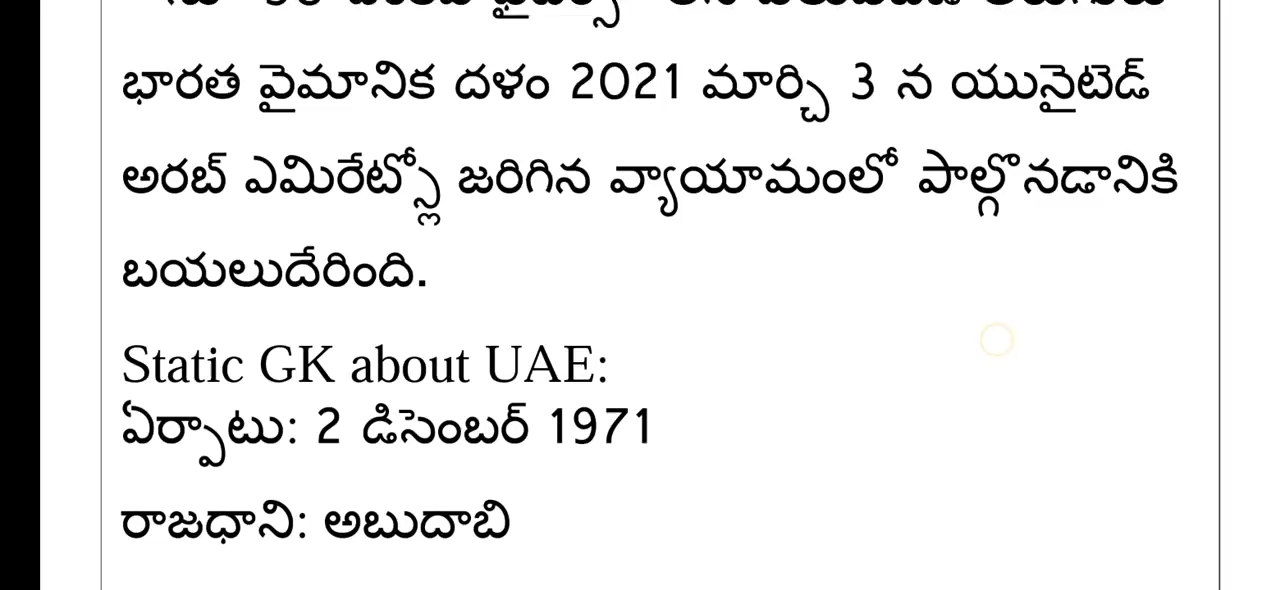 భారత వైమానిక దళం 2021 మార్చి 3 న యునైటెడ్
అరబ్ ఎమిరేట్స్లో జరిగిన వ్యాయామంలో పాల్గొనడానికి
బయలుదేరింది.
Static GK about UAE:
ఏర్పాటు: 2 డిసెంబర్ 1971
రాజధాని: అబుదాబి